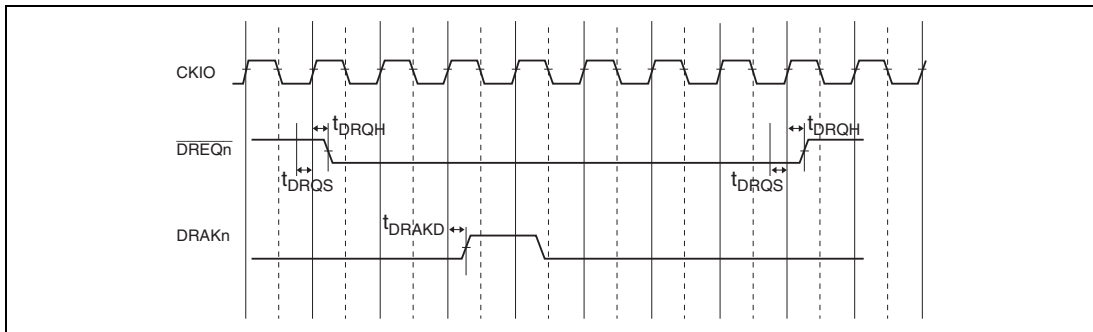 CKIO
tDRQH
tDRQH
DREQn
tDRQS
tDRQS
tDRAKD
DRAKn